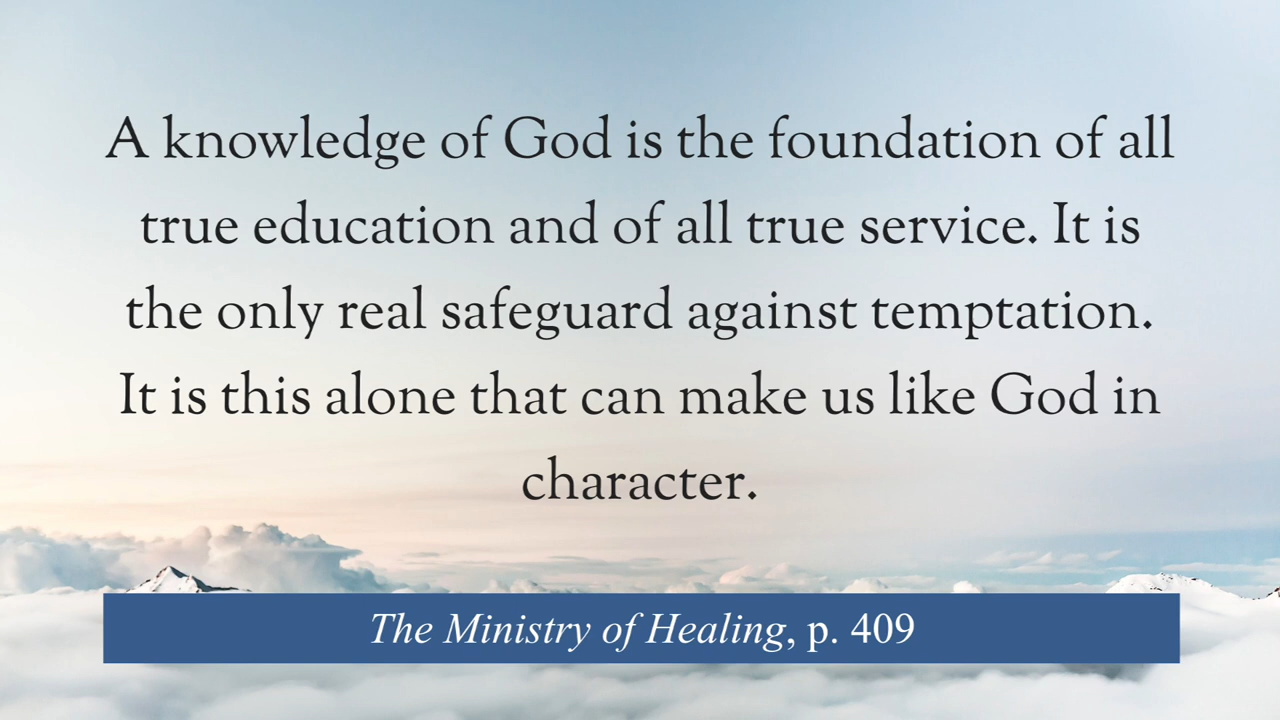 A knowledge of God is the foundation of all
true education and of all true service. It is
the only real safeguard against temptation.
It is this alone that can make us like God in
character.
The Ministry of Healing, p. 409